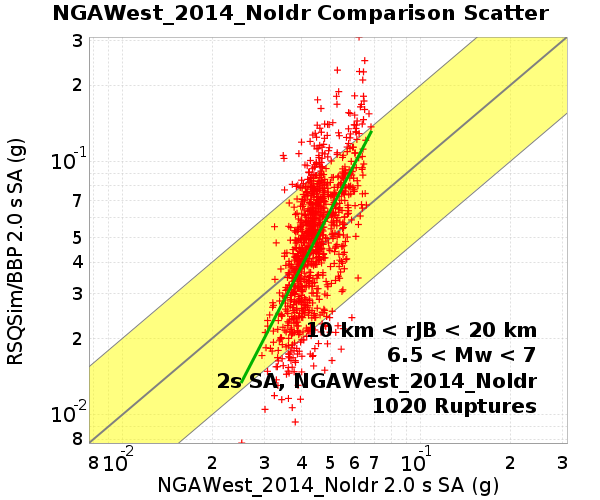 NGAWest_2014_NoIdr Comparison Scatter
RSQSim/BBP 2.0 s SA (g)
3
2
10^-1
7
5
4
3
2
10^-2
8
10 km < rJB < 20 km
6.5 < Mw < 7
2s SA, NGAWest_2014_NoIdr
1020 Ruptures
8 10^-2 2 3 4 5 6 7 10^-1 2 3
NGAWest_2014_NoIdr 2.0 s SA (g)